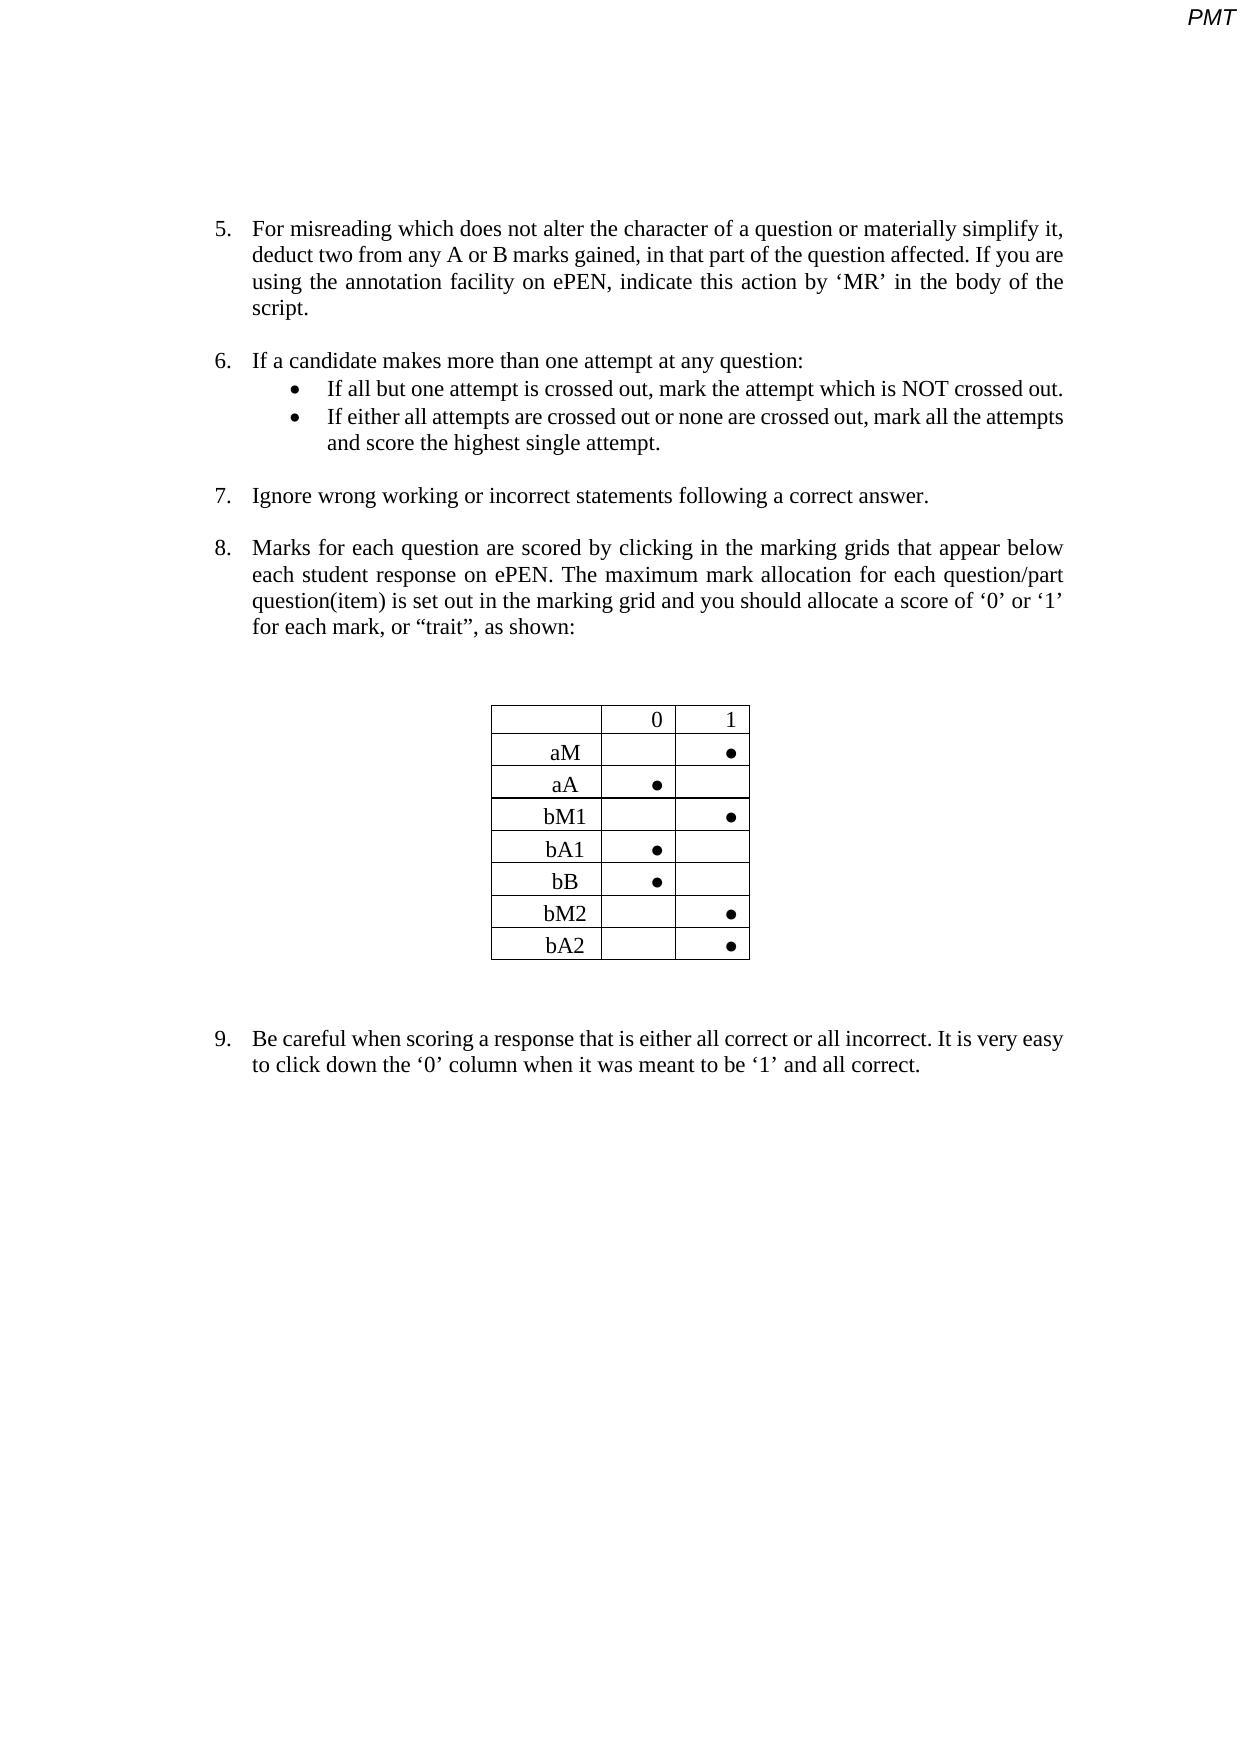 PMT
5. For misreading which does not alter the character of a question or materially simplify it,
deduct two from any A or B marks gained, in that part of the question affected. If you are
using the annotation facility on ePEN, indicate this action by ‘MR’ in the body of the
script.
6. If a candidate makes more than one attempt at any question:
• If all but one attempt is crossed out, mark the attempt which is NOT crossed out.
• If either all attempts are crossed out or none are crossed out, mark all the attempts
and score the highest single attempt.
7. Ignore wrong working or incorrect statements following a correct answer.
8. Marks for each question are scored by clicking in the marking grids that appear below
each student response on ePEN. The maximum mark allocation for each question/part
question(item) is set out in the marking grid and you should allocate a score of ‘0’ or ‘1’
for each mark, or “trait”, as shown:
0 1
aM ●
aA ●
bM1 ●
bA1 ●
bB ●
bM2 ●
bA2 ●
9. Be careful when scoring a response that is either all correct or all incorrect. It is very easy
to click down the ‘0’ column when it was meant to be ‘1’ and all correct.